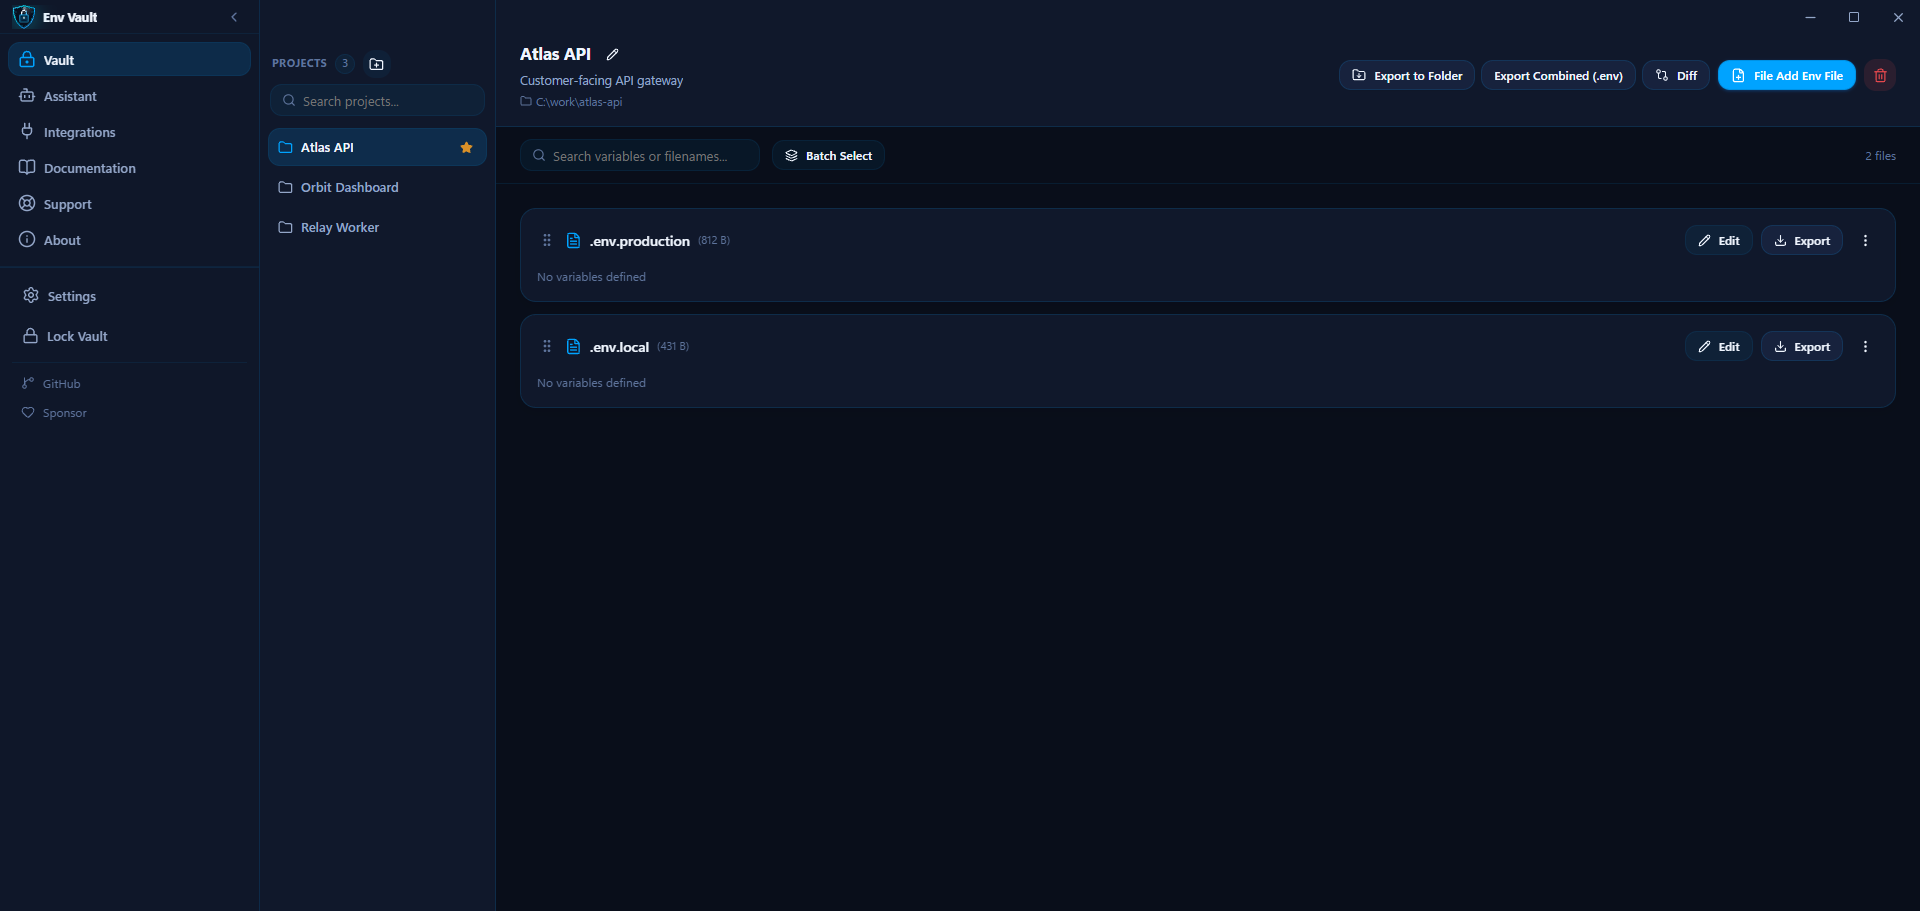 Env Vault
Vault
Assistant
Integrations
Documentation
Support
About
Settings
Lock Vault
GitHub
Sponsor
PROJECTS 3
Search projects...
Atlas API
Orbit Dashboard
Relay Worker
Atlas API
Customer-facing API gateway
C:\work\atlas-api
Export to Folder
Export Combined (.env)
Diff
File Add Env File
Search variables or filenames...
Batch Select
2 files
.env.production (812 B)
Edit
Export
No variables defined
.env.local (431 B)
Edit
Export
No variables defined